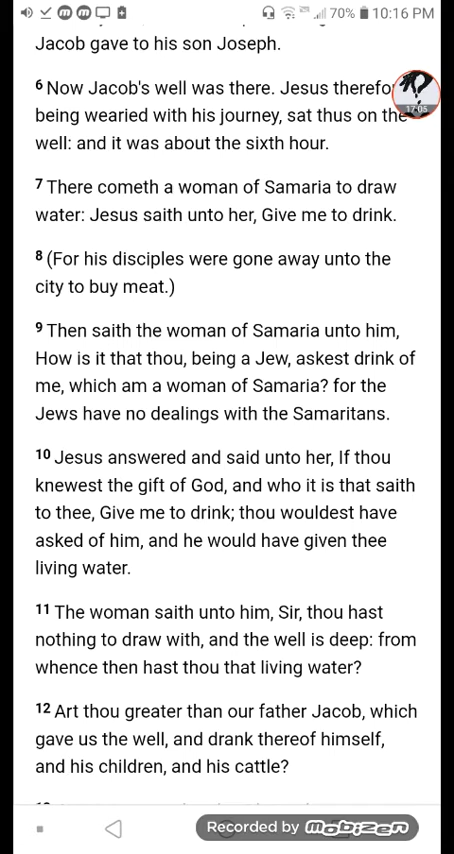 70% 10:16 PM
Jacob gave to his son Joseph.
6 Now Jacob's well was there. Jesus therefo
17:05
being wearied with his journey, sat thus on the
well: and it was about the sixth hour.
7 There cometh a woman of Samaria to draw
water: Jesus saith unto her, Give me to drink.
8 (For his disciples were gone away unto the
city to buy meat.)
9 Then saith the woman of Samaria unto him,
How is it that thou, being a Jew, askest drink of
me, which am a woman of Samaria? for the
Jews have no dealings with the Samaritans.
10 Jesus answered and said unto her, If thou
knewest the gift of God, and who it is that saith
to thee, Give me to drink; thou wouldest have
asked of him, and he would have given thee
living water.
11 The woman saith unto him, Sir, thou hast
nothing to draw with, and the well is deep: from
whence then hast thou that living water?
12 Art thou greater than our father Jacob, which
gave us the well, and drank thereof himself,
and his children, and his cattle?
Recorded by mobizen